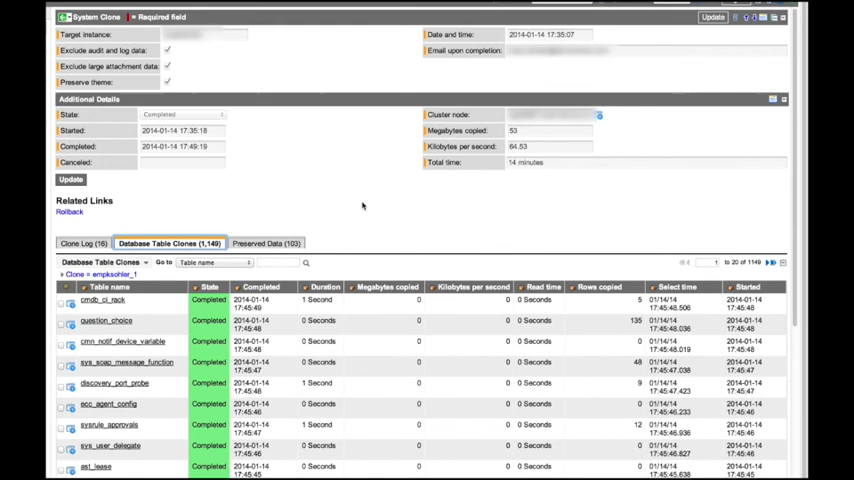 System Clone = Required field Update
Target instance: Date and time: 2014-01-14 17:35:07
Exclude audit and log data: Email upon completion:
Exclude large attachment data:
Preserve theme:
Additional Details
State: Completed Cluster node:
Started: 2014-01-14 17:35:18 Megabytes copied: 53
Completed: 2014-01-14 17:49:19 Kilobytes per second: 64.53
Canceled: Total time: 14 minutes
Update
Related Links
Rollback
Clone Log (16) Database Table Clones (1,149) Preserved Data (103)
Database Table Clones Go to Table name 1 to 20 of 1149
Clone = empksohler_1
Table name State Completed Duration Megabytes copied Kilobytes per second Read time Rows copied Select time Started
cmdb_ci_rack Completed 2014-01-14 17:45:49 1 Second 0 0 0 Seconds 5 01/14/14 17:45:48.506 2014-01-14 17:45:48
question_choice Completed 2014-01-14 17:45:48 0 Seconds 0 0 0 Seconds 135 01/14/14 17:45:48.036 2014-01-14 17:45:48
cmn_notif_device_variable Completed 2014-01-14 17:45:48 0 Seconds 0 0 0 Seconds 0 01/14/14 17:45:48.019 2014-01-14 17:45:48
sys_soap_message_function Completed 2014-01-14 17:45:47 0 Seconds 0 0 0 Seconds 48 01/14/14 17:45:47.038 2014-01-14 17:45:47
discovery_port_probe Completed 2014-01-14 17:45:48 1 Second 0 0 0 Seconds 9 01/14/14 17:45:47.423 2014-01-14 17:45:47
ecc_agent_config Completed 2014-01-14 17:45:46 0 Seconds 0 0 0 Seconds 0 01/14/14 17:45:46.233 2014-01-14 17:45:46
sysrule_approvals Completed 2014-01-14 17:45:47 1 Second 0 0 0 Seconds 12 01/14/14 17:45:46.936 2014-01-14 17:45:46
sys_user_delegate Completed 2014-01-14 17:45:46 0 Seconds 0 0 0 Seconds 0 01/14/14 17:45:46.827 2014-01-14 17:45:46
ast_lease Completed 2014-01-14 17:45:45 0 Seconds 0 0 0 Seconds 0 01/14/14 17:45:45.638 2014-01-14 17:45:45